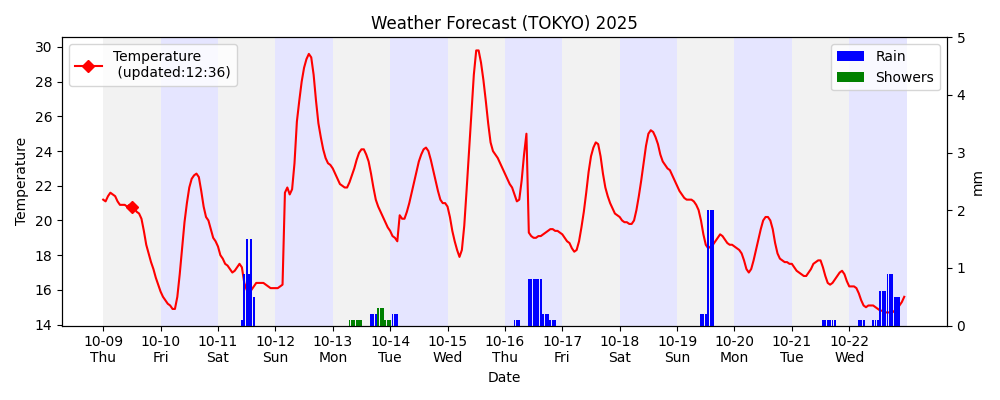 Weather Forecast (TOKYO) 2025
Temperature
(updated:12:36)
Rain
Showers
Temperature
30
28
26
24
22
20
18
16
14
5
4
3
2
1
0
mm
10-09 10-10 10-11 10-12 10-13 10-14 10-15 10-16 10-17 10-18 10-19 10-20 10-21 10-22
Thu Fri Sat Sun Mon Tue Wed Thu Fri Sat Sun Mon Tue Wed
Date